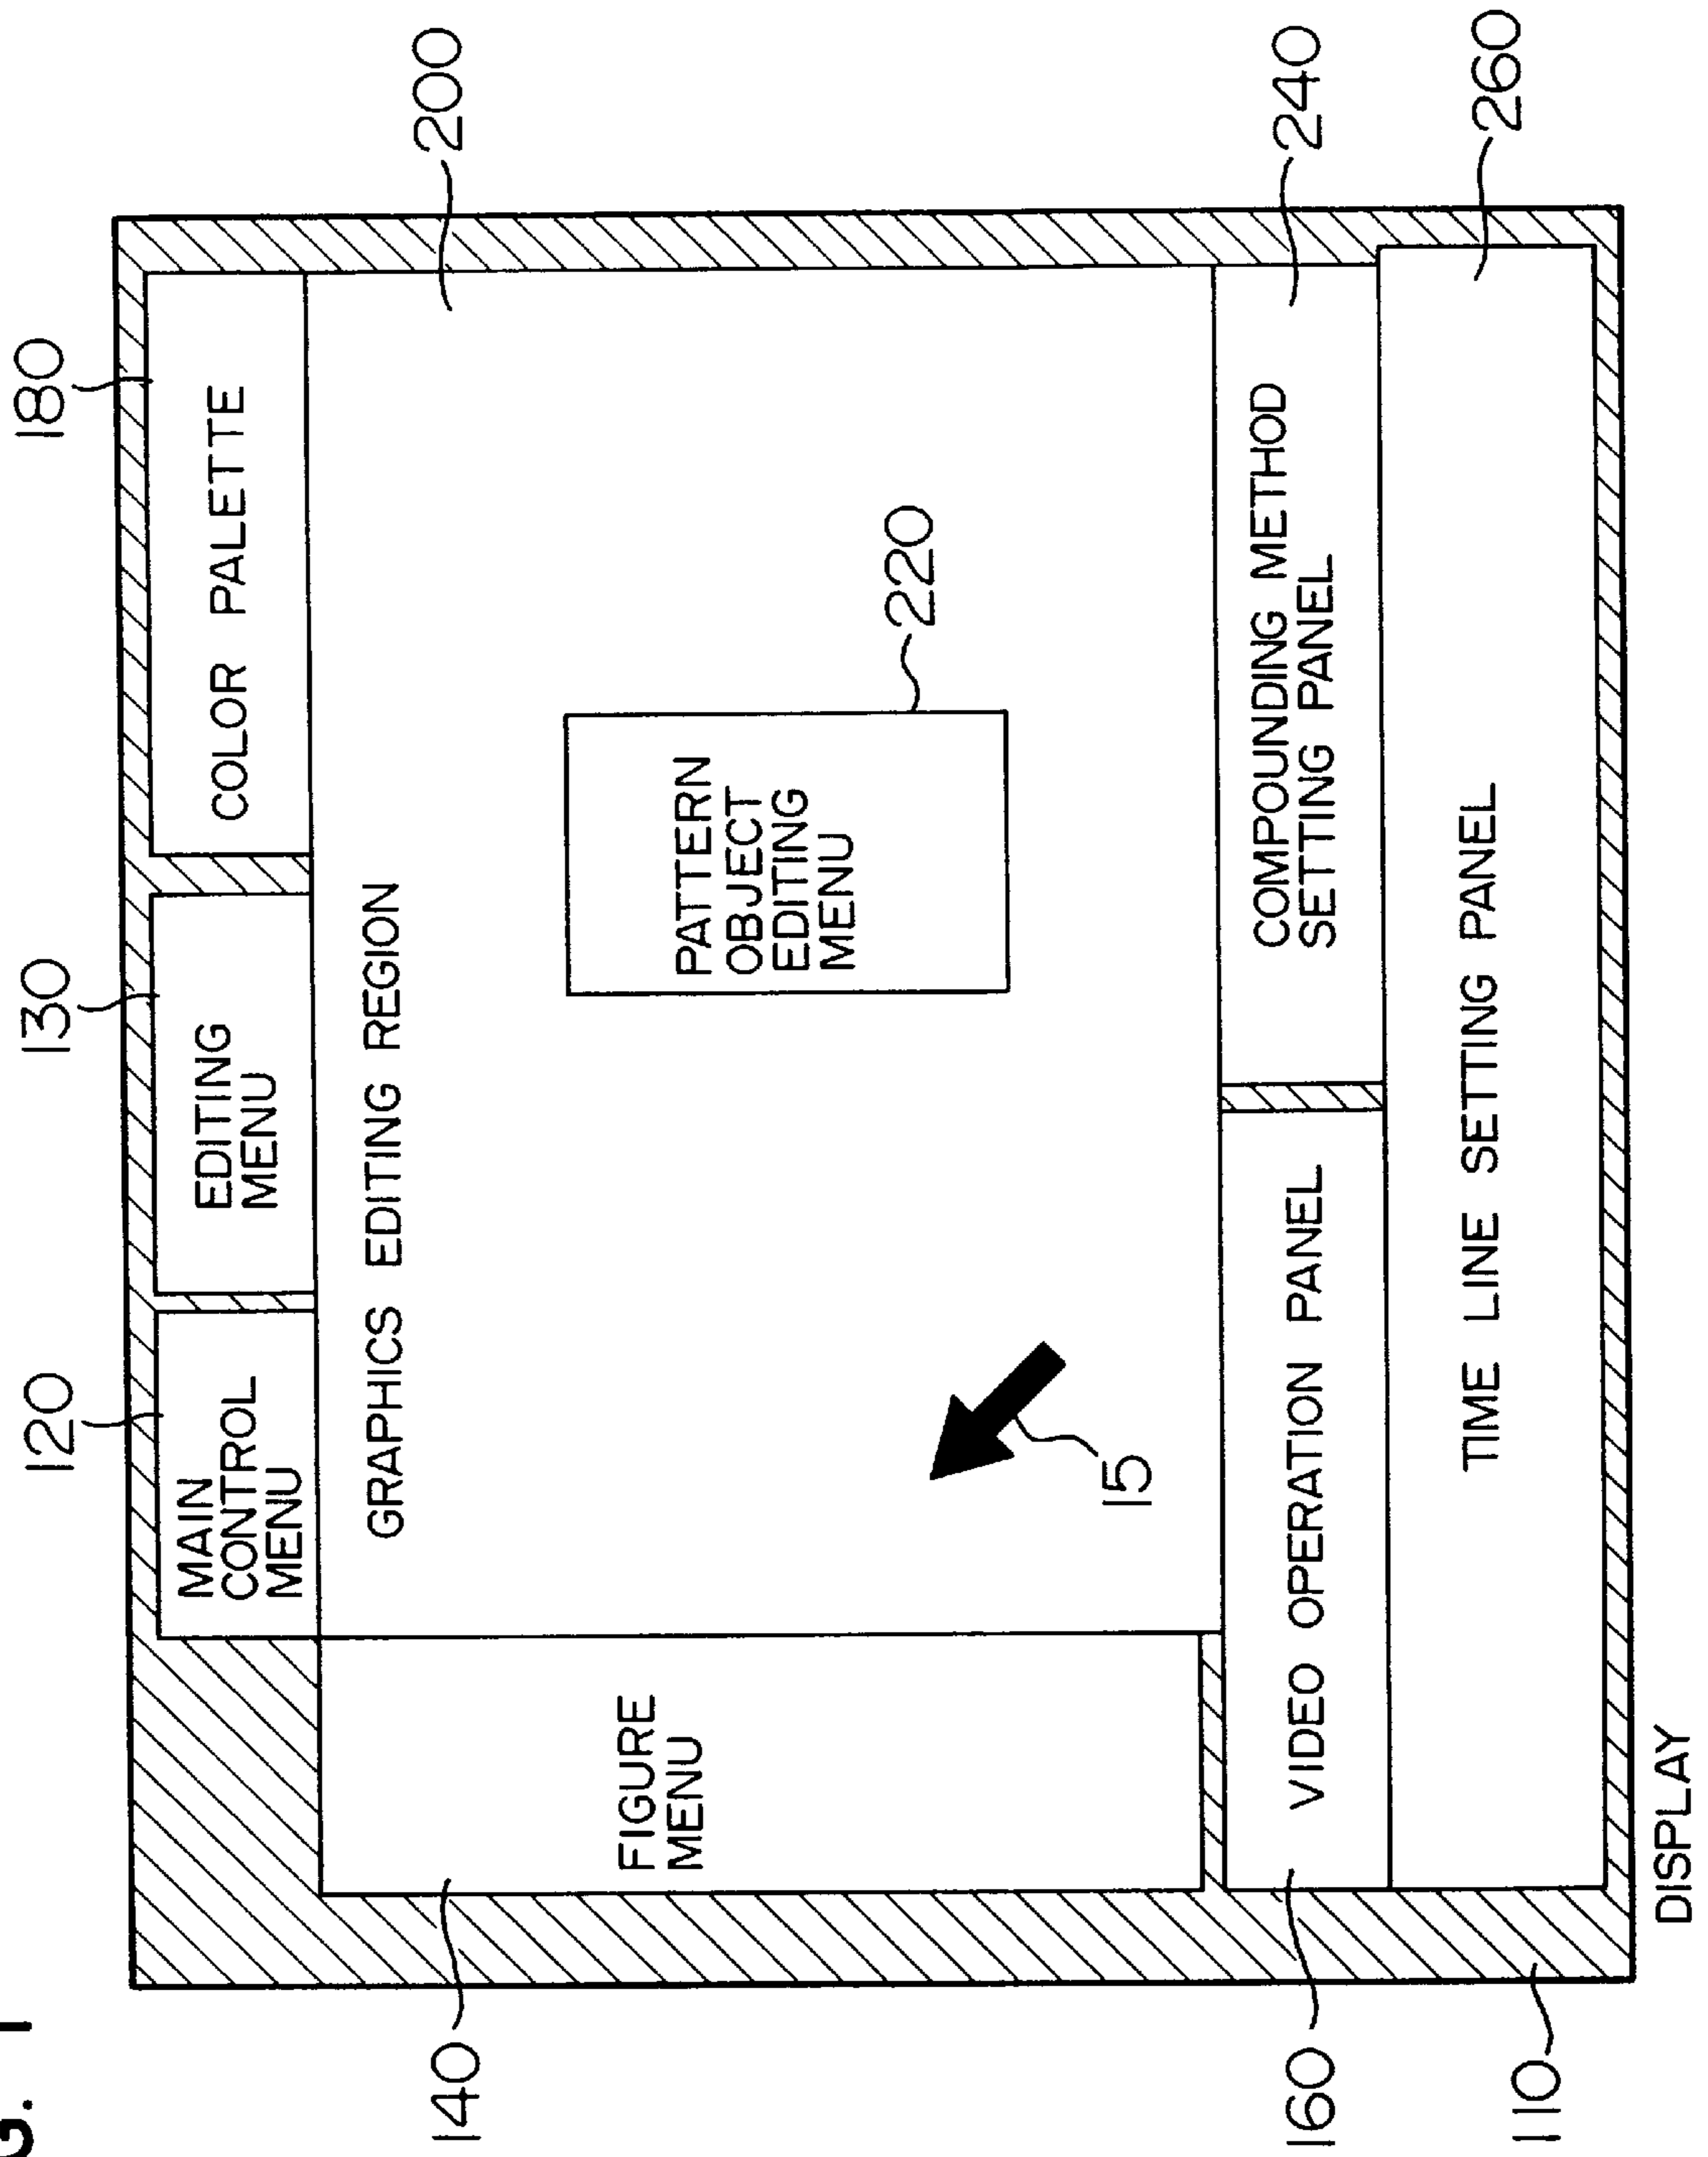 G. 1
120
130
180
MAIN
CONTROL
MENU
EDITING
MENU
COLOR PALETTE
140
FIGURE
MENU
GRAPHICS EDITING REGION
200
PATTERN
OBJECT
EDITING
MENU
220
15
160
VIDEO OPERATION PANEL
COMPOUNDING METHOD
SETTING PANEL
240
110
TIME LINE SETTING PANEL
260
DISPLAY